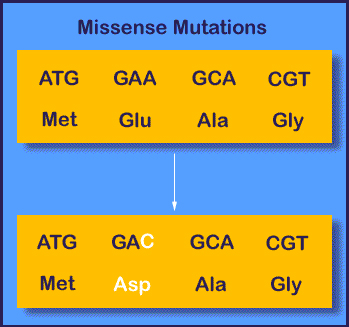 Missense Mutations
ATG GAA GCA CGT
Met Glu Ala Gly
ATG GAC GCA CGT
Met Asp Ala Gly